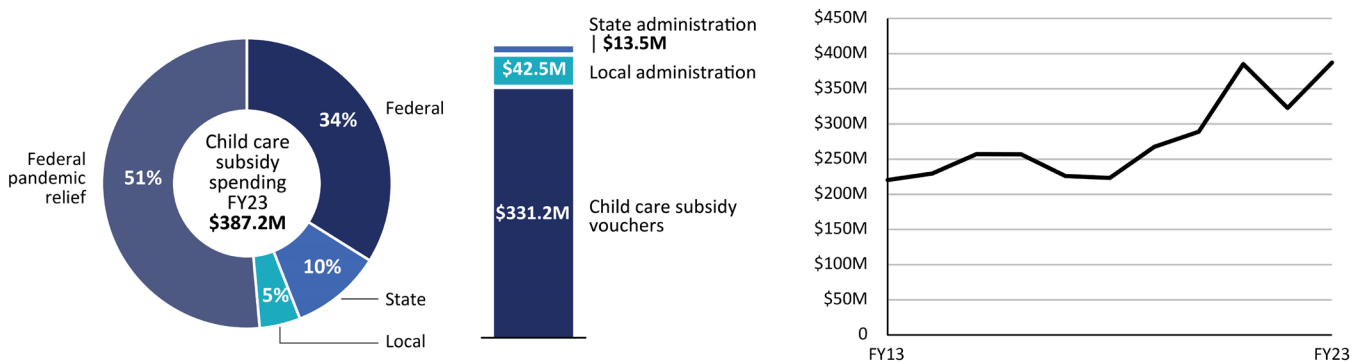 Child care
subsidy
spending
FY23
$387.2M
34%
Federal
10%
State
5%
Local
51%
Federal
pandemic
relief
State administration
| $13.5M
$42.5M
Local administration
$331.2M
Child care subsidy
vouchers
$450M
$400M
$350M
$300M
$250M
$200M
$150M
$100M
$50M
0
FY13
FY23